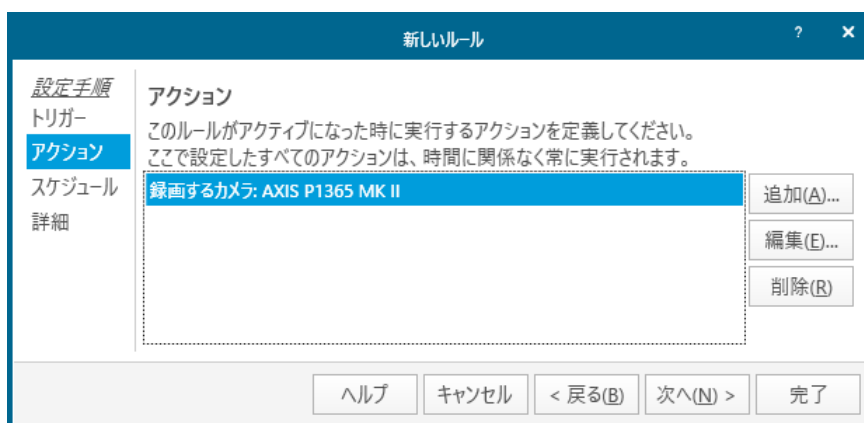 新しいルール
? ×
設定手順
トリガー
アクション
スケジュール
詳細
アクション
このルールがアクティブになった時に実行するアクションを定義してください。
ここで設定したすべてのアクションは、時間に関係なく常に実行されます。
録画するカメラ: AXIS P1365 MK II
追加(A)...
編集(E)...
削除(R)
ヘルプ
キャンセル
< 戻る(B)
次へ(N) >
完了